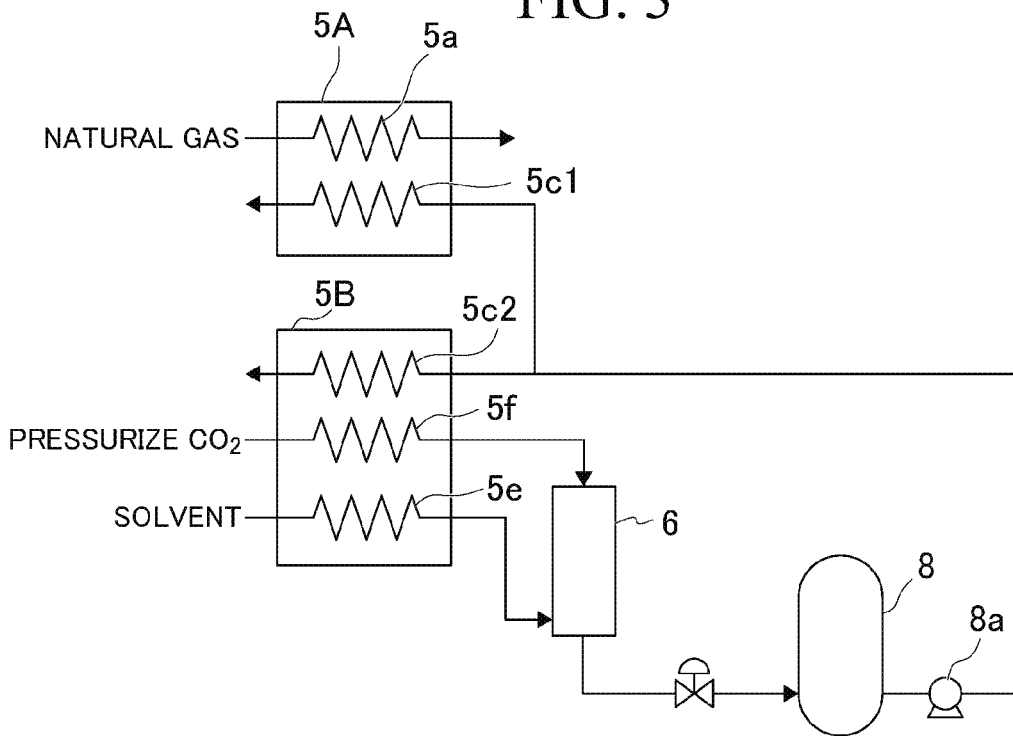 FIG. 3
5A
5a
NATURAL GAS
5c1
5B
5c2
5f
PRESSURIZE CO₂
5e
SOLVENT
6
8
8a